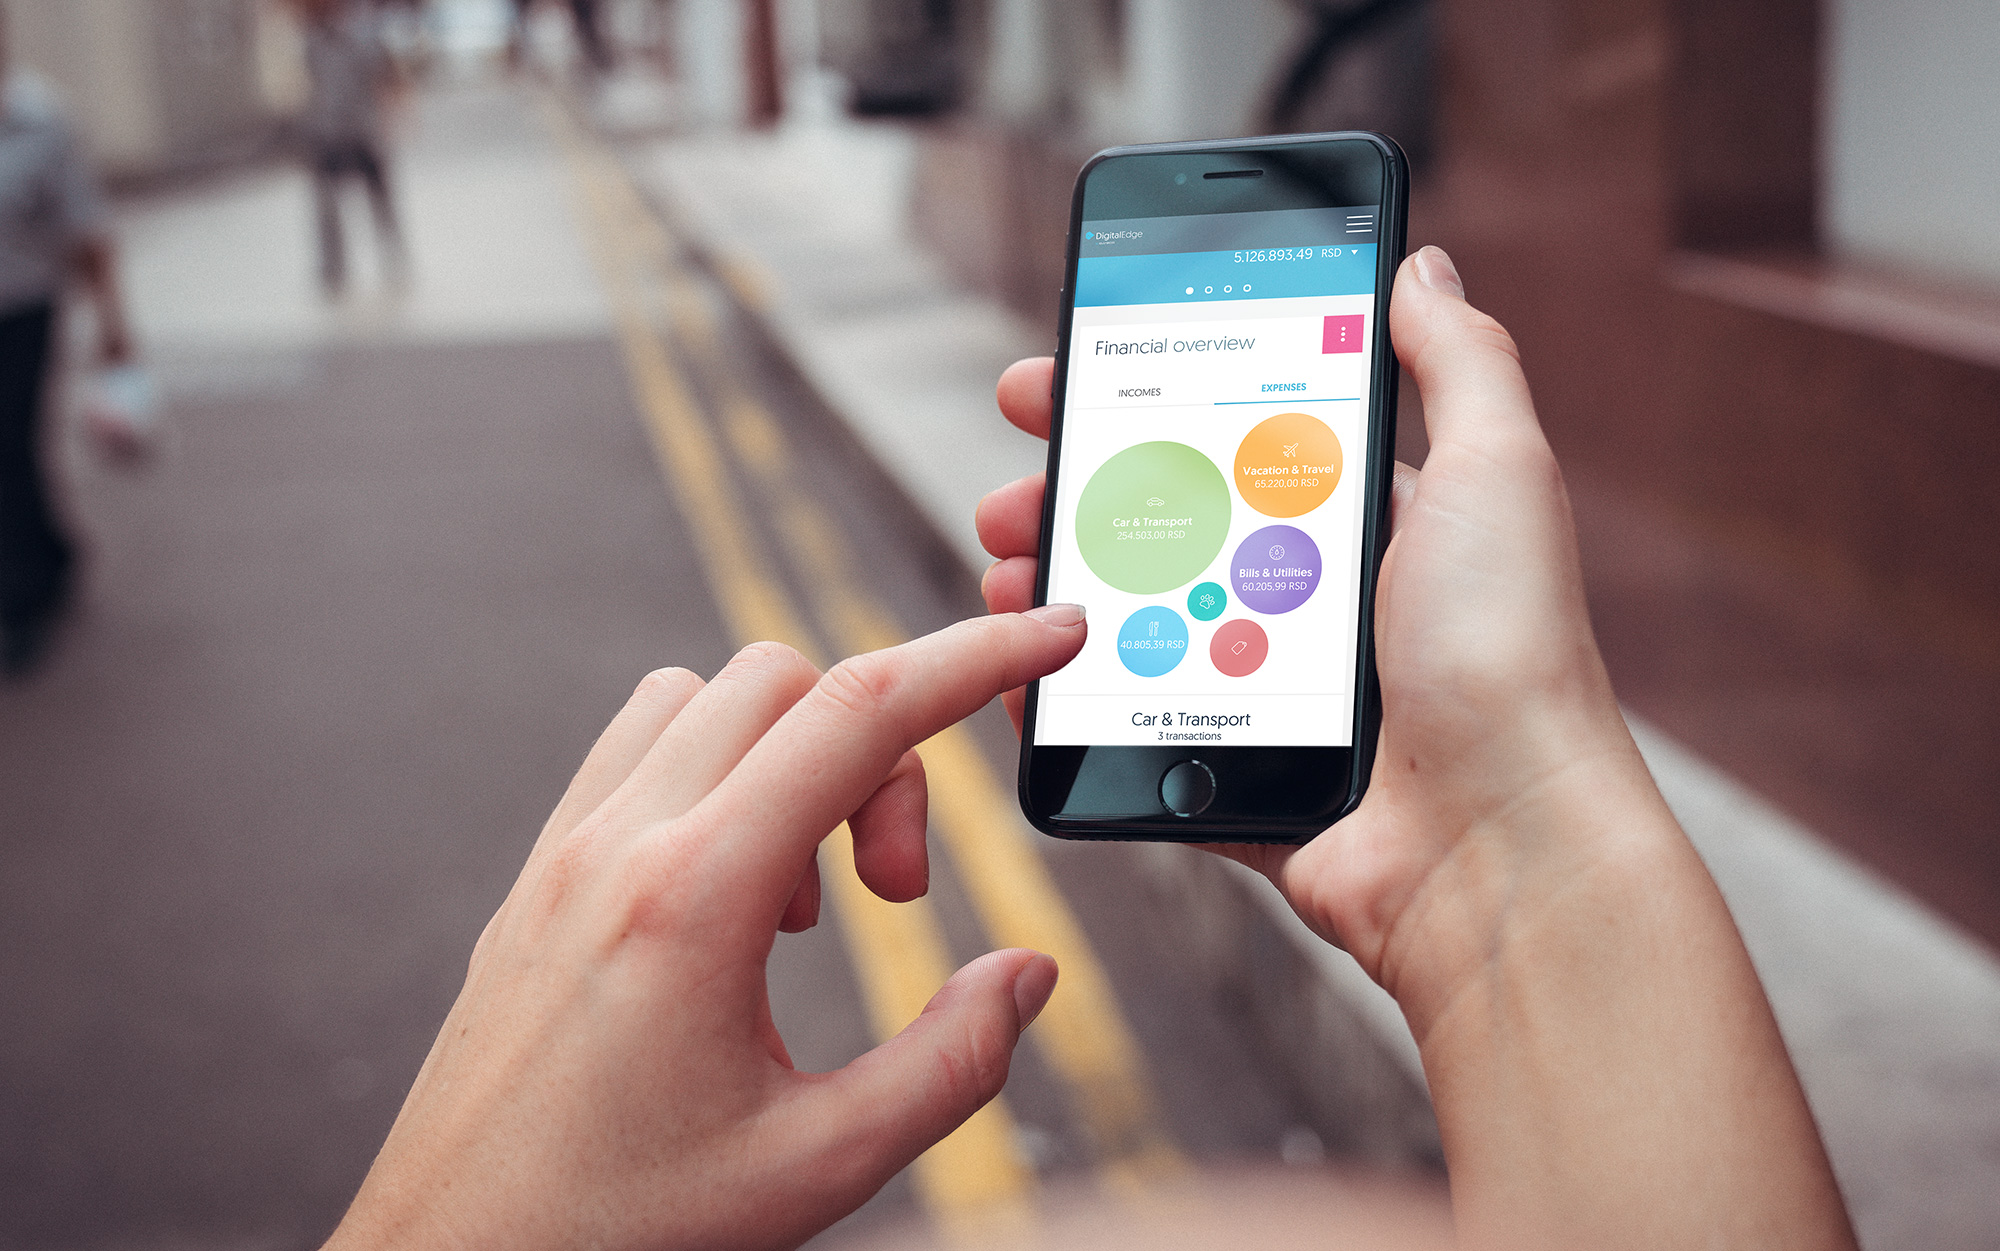 DigitalEdge
5.126.893,49 RSD
Financial overview
INCOMES
EXPENSES
Vacation & Travel
65.220,00 RSD
Car & Transport
254.503,00 RSD
Bills & Utilities
60.205,99 RSD
40.805,39 RSD
Car & Transport
3 transactions